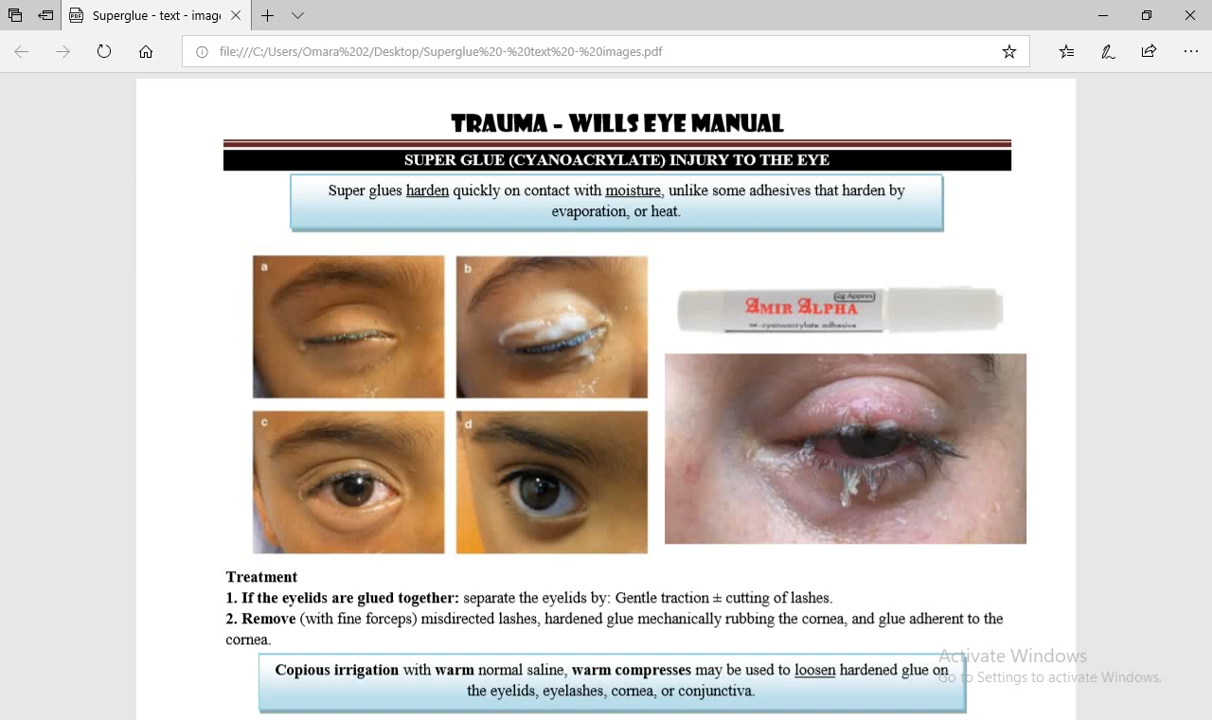 Superglue - text - imag
file:///C:/Users/Omara%202/Desktop/Superglue%20-%20text%20-%20images.pdf
TRAUMA - WILLS EYE MANUAL
SUPER GLUE (CYANOACRYLATE) INJURY TO THE EYE
Super glues harden quickly on contact with moisture, unlike some adhesives that harden by
evaporation, or heat.
a
b
2g Approx
AMIR ALPHA
-cyanoacrylate adhesive
c
d
Treatment
1. If the eyelids are glued together: separate the eyelids by: Gentle traction ± cutting of lashes.
2. Remove (with fine forceps) misdirected lashes, hardened glue mechanically rubbing the cornea, and glue adherent to the
cornea.
Copious irrigation with warm normal saline, warm compresses may be used to loosen hardened glue on
the eyelids, eyelashes, cornea, or conjunctiva.
Activate Windows
Go to Settings to activate Windows.